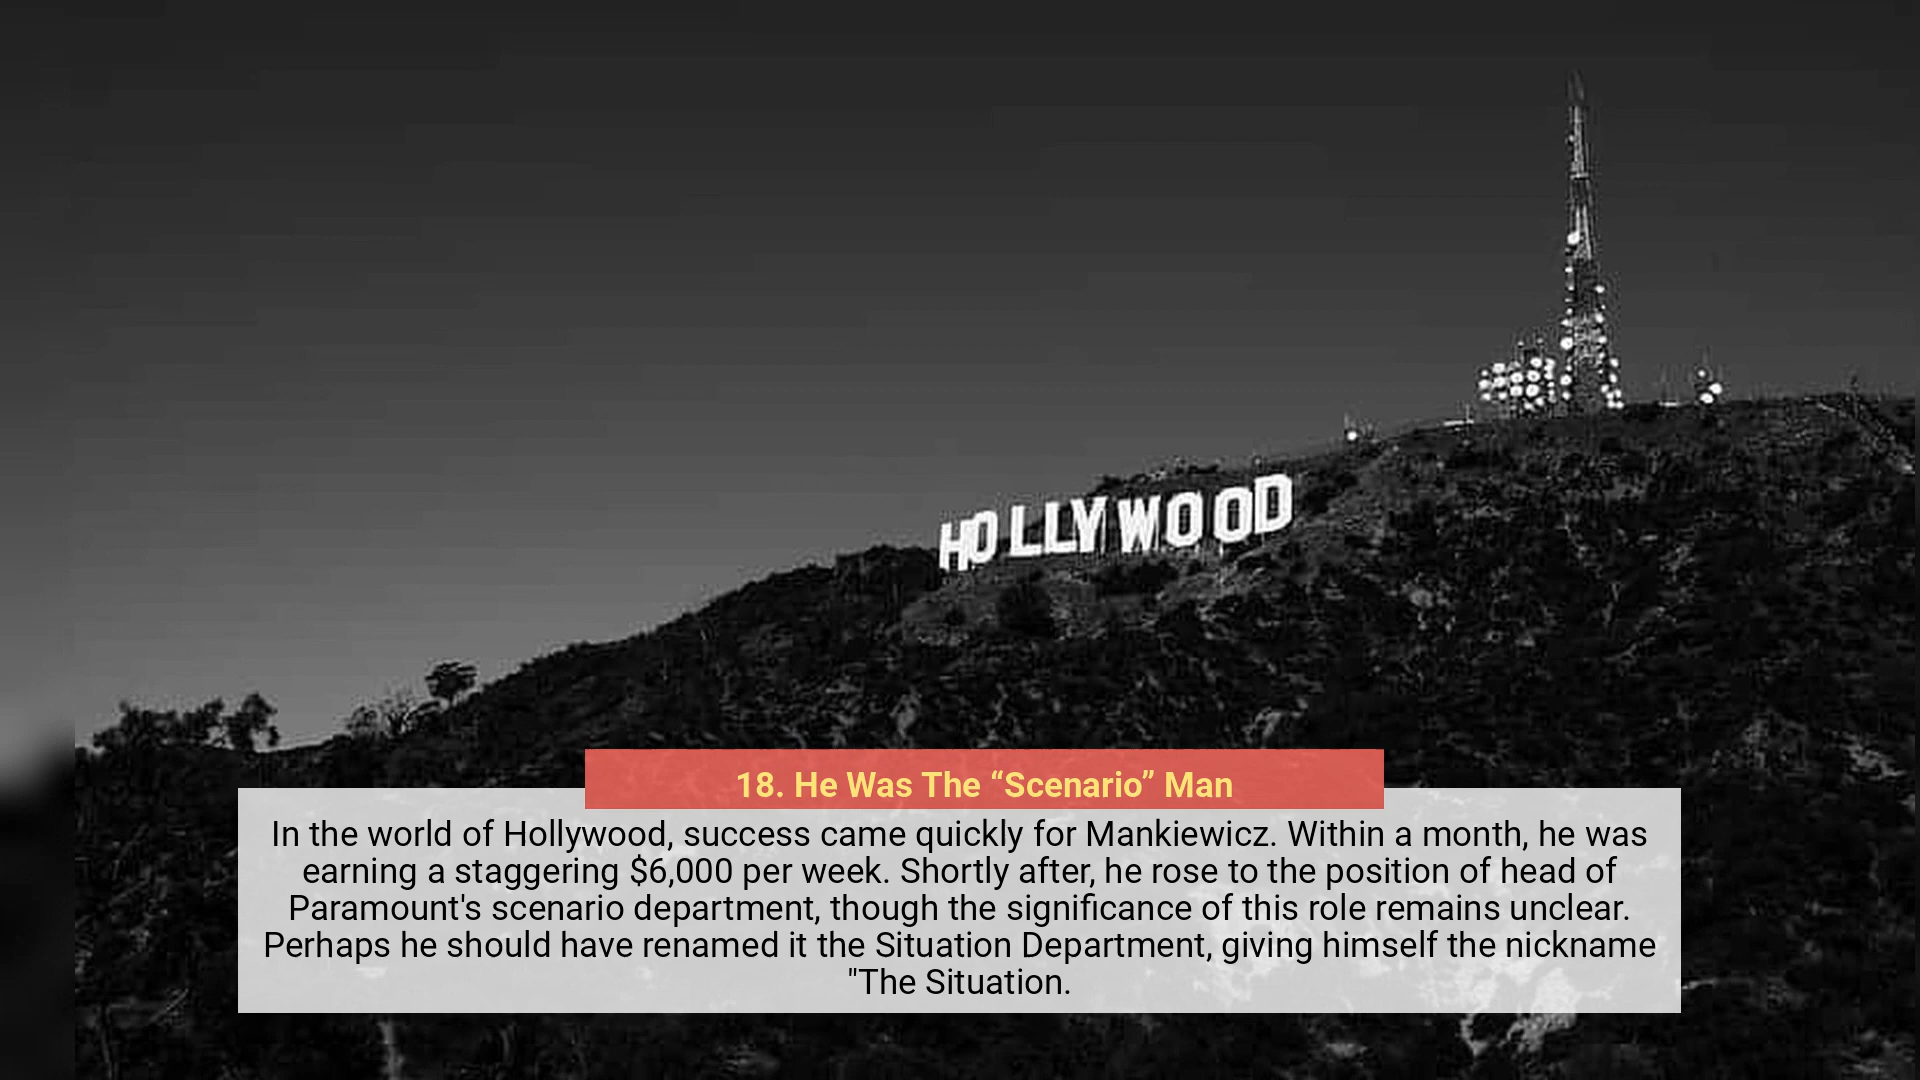 HOLLYWOOD
18. He Was The “Scenario” Man
In the world of Hollywood, success came quickly for Mankiewicz. Within a month, he was
earning a staggering $6,000 per week. Shortly after, he rose to the position of head of
Paramount's scenario department, though the significance of this role remains unclear.
Perhaps he should have renamed it the Situation Department, giving himself the nickname
"The Situation.